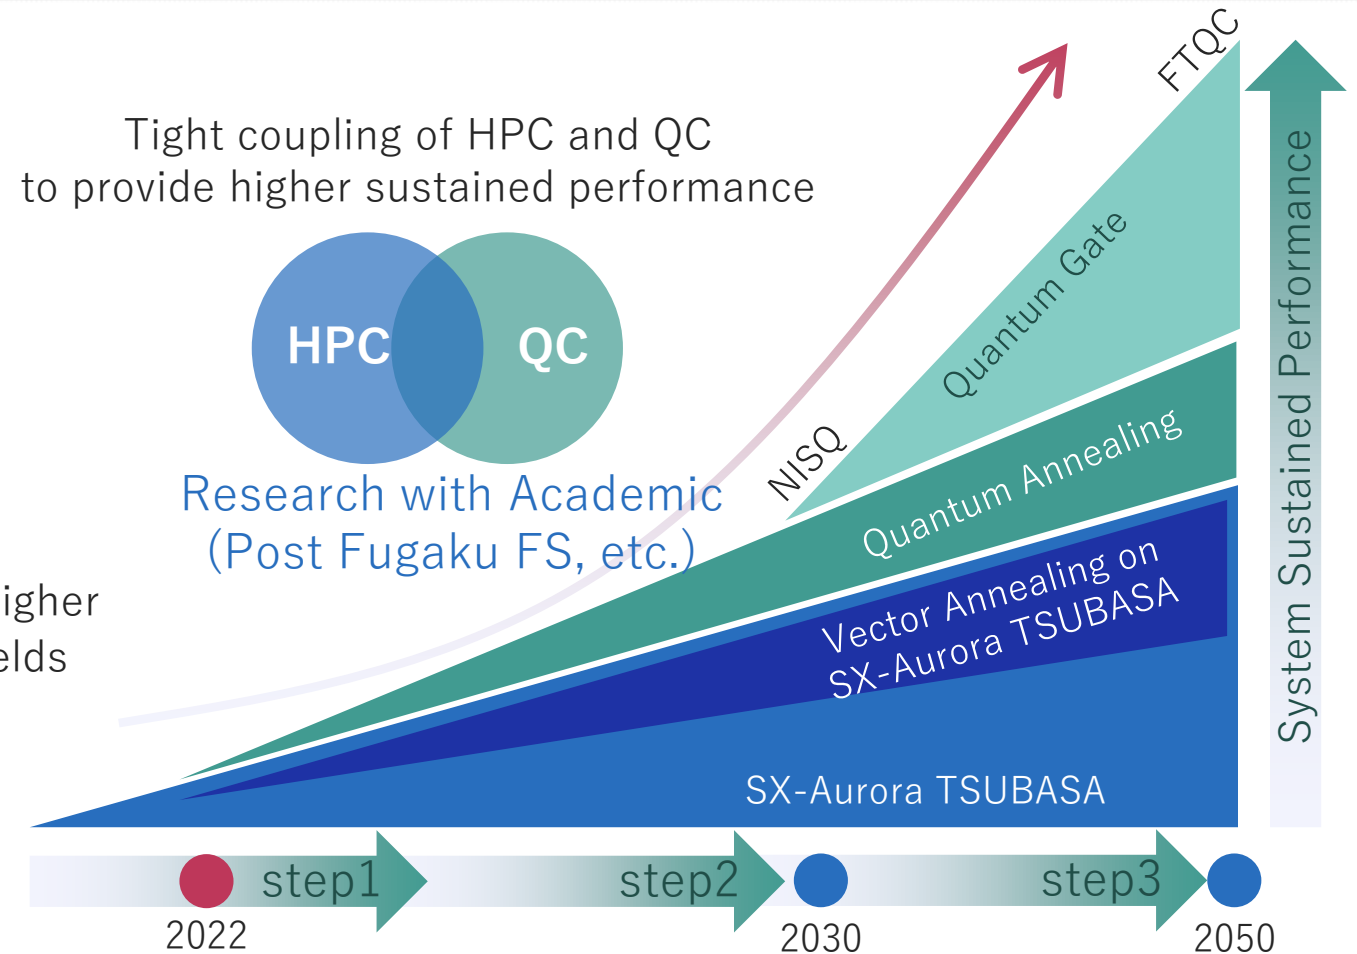 FTQC
Tight coupling of HPC and QC
to provide higher sustained performance
HPC
QC
Quantum Gate
System Sustained Performance
NISQ
Research with Academic
(Post Fugaku FS, etc.)
Quantum Annealing
Vector Annealing on
SX-Aurora TSUBASA
SX-Aurora TSUBASA
step1
step2
step3
2022
2030
2050